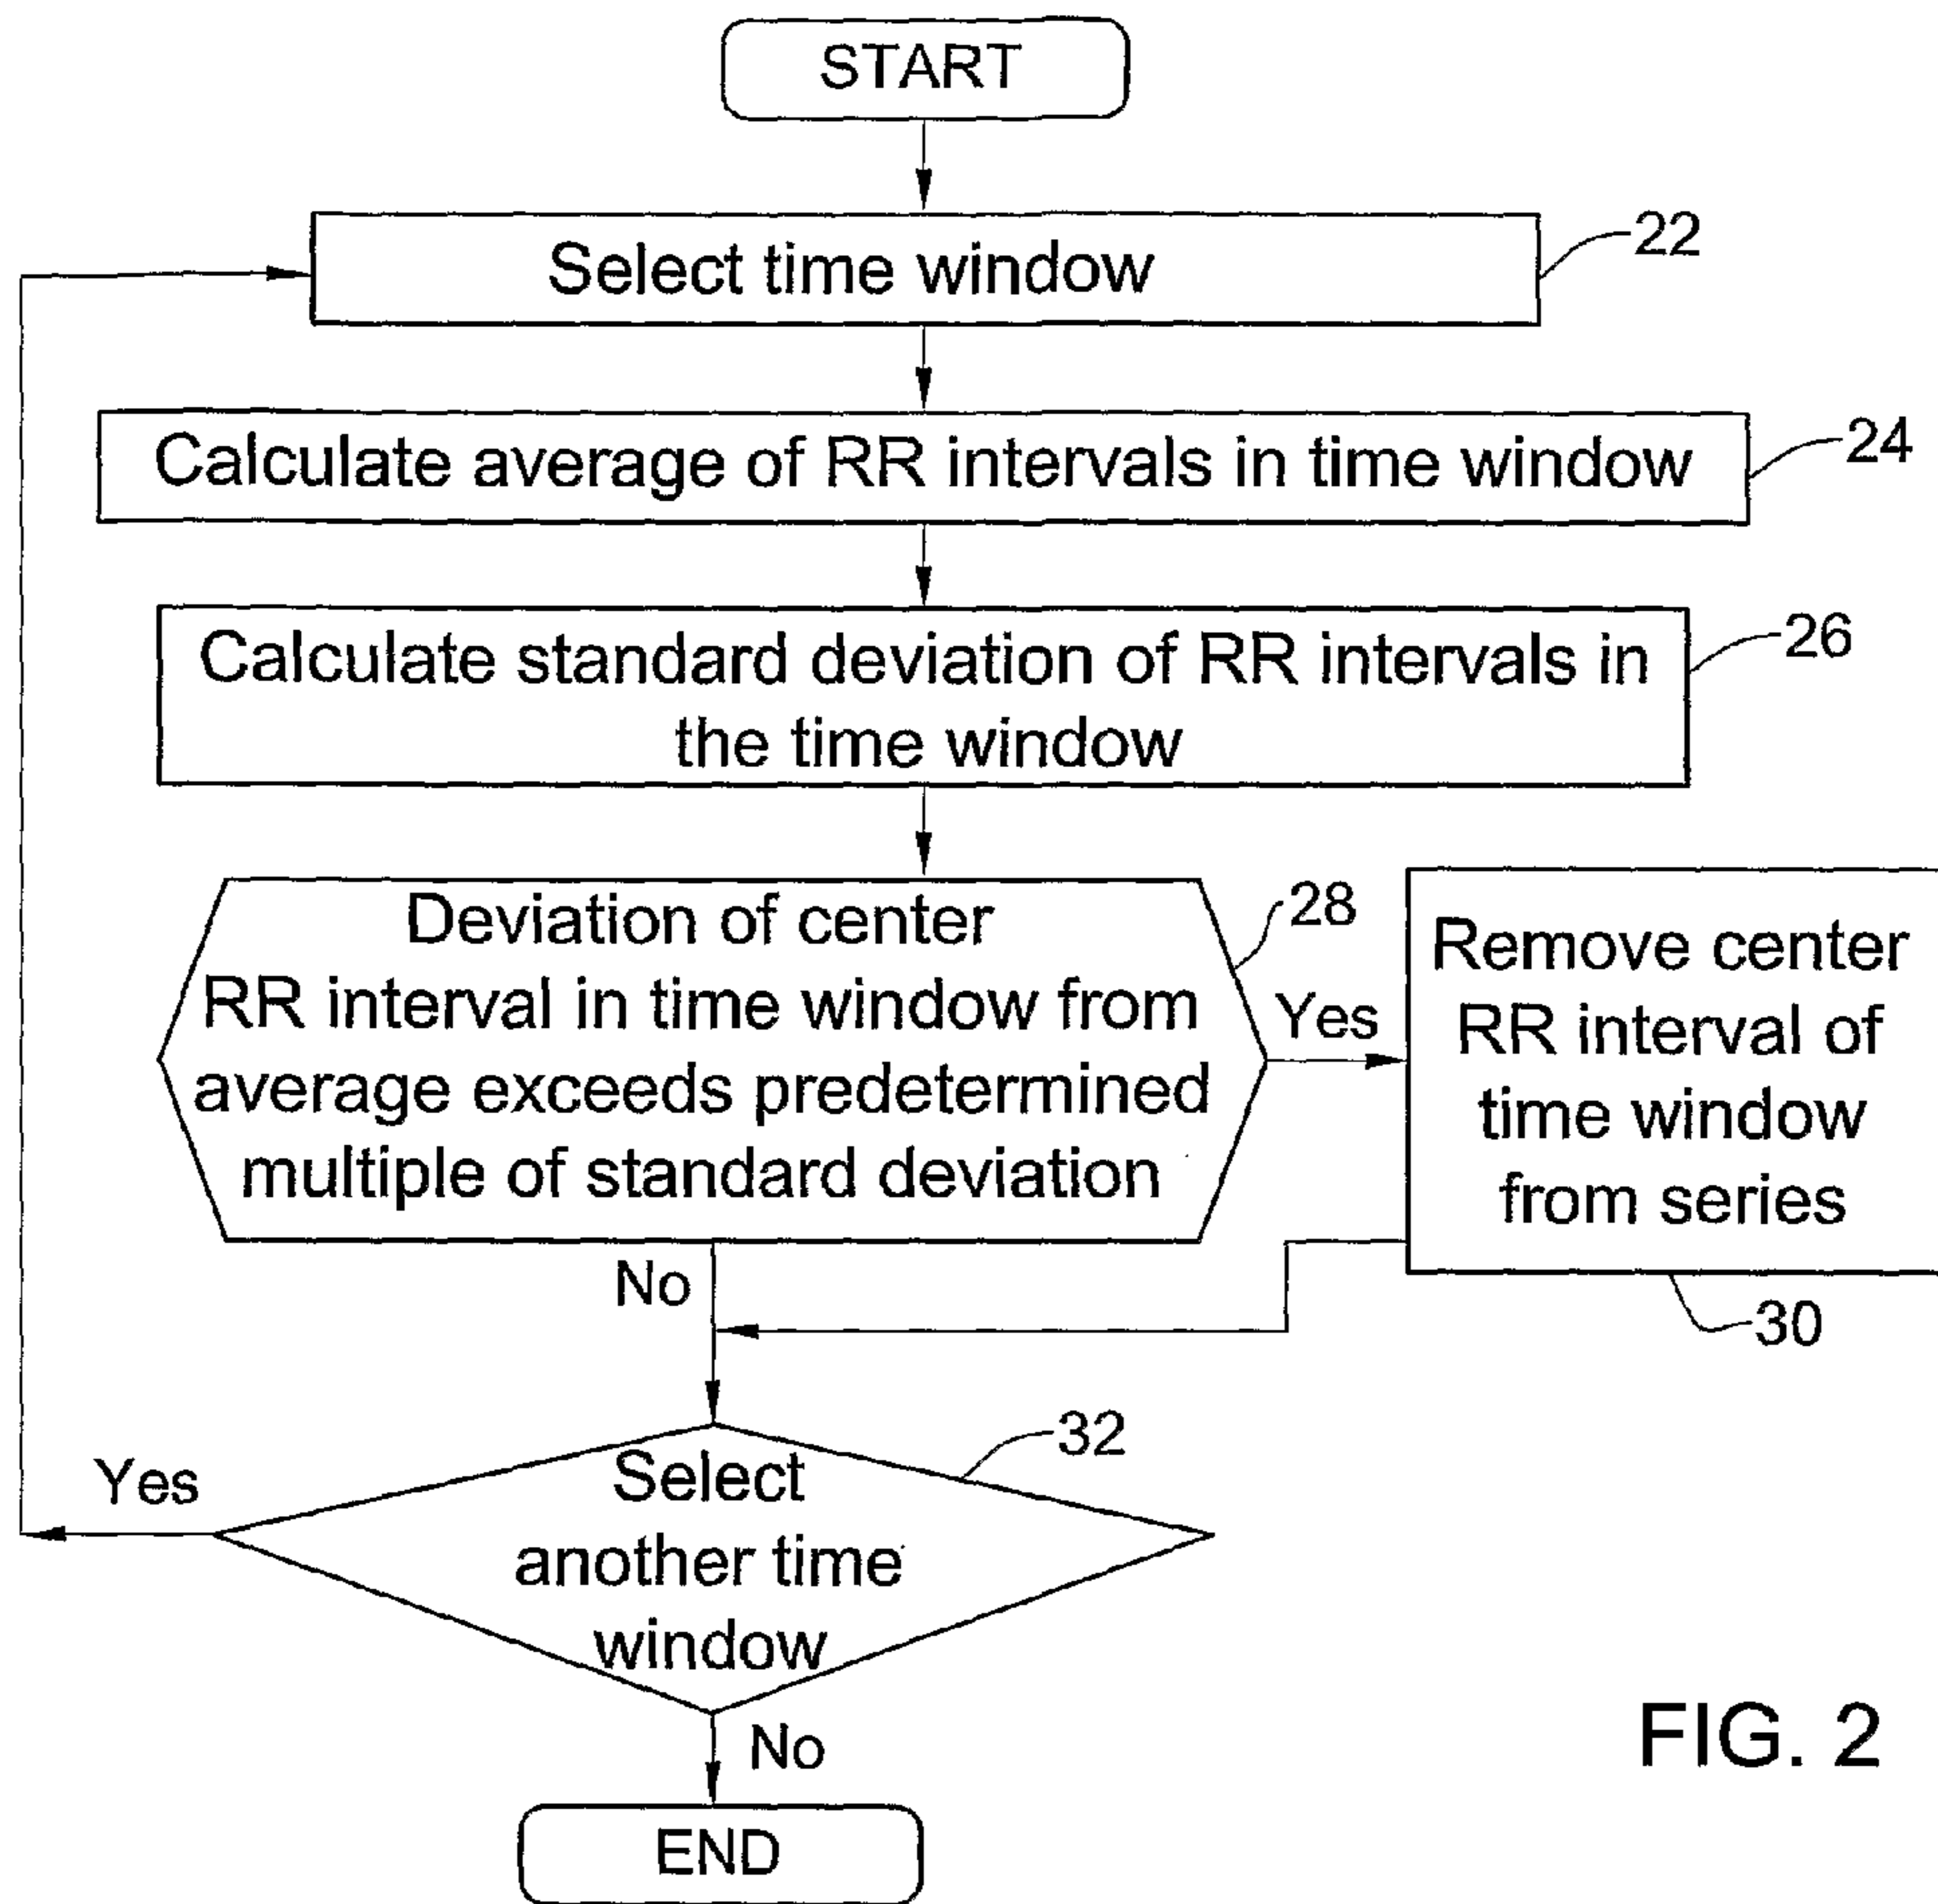 START
Select time window
22
Calculate average of RR intervals in time window
24
Calculate standard deviation of RR intervals in
the time window
26
Deviation of center
RR interval in time window from
average exceeds predetermined
multiple of standard deviation
28
Yes
Remove center
RR interval of
time window
from series
30
No
Select
another time
window
32
Yes
No
END
FIG. 2